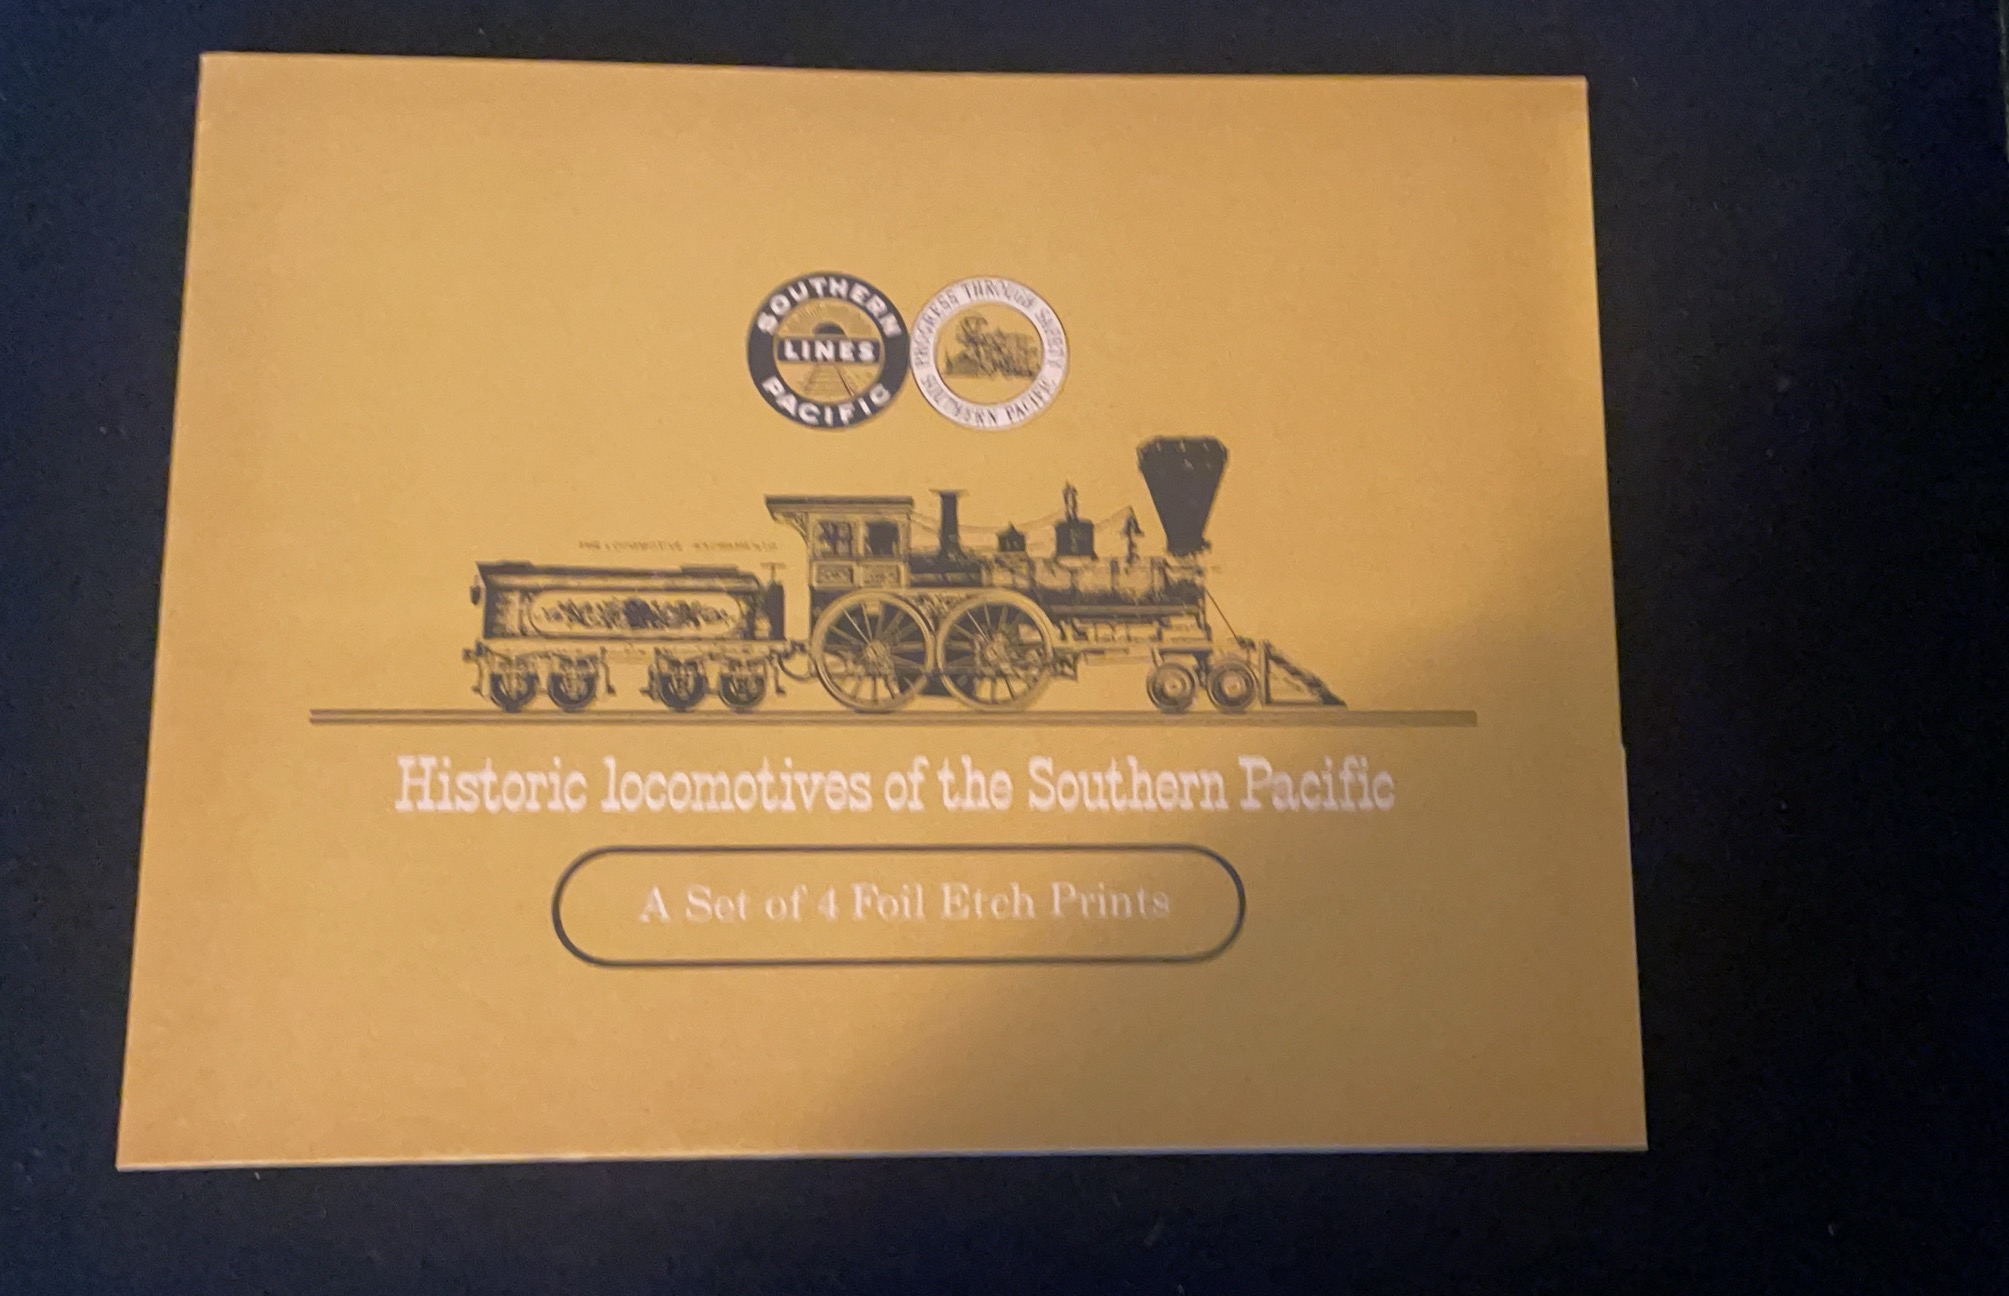 SOUTHERN
LINES
PACIFIC
PROGRESS THROUGH SAFETY
SOUTHERN PACIFIC
Historic locomotives of the Southern Pacific
A Set of 4 Foil Etch Prints